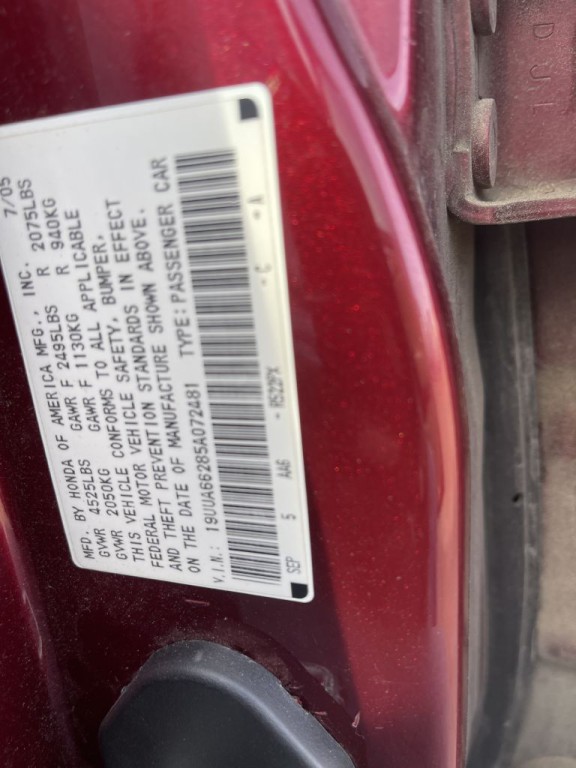 MFD. BY HONDA OF AMERICA MFG., INC. 7/05
GVWR 4525LBS GAWR F 2495LBS R 2075LBS
GVWR 2050KG GAWR F 1130KG R 940KG
THIS VEHICLE CONFORMS TO ALL APPLICABLE
FEDERAL MOTOR VEHICLE SAFETY, BUMPER,
AND THEFT PREVENTION STANDARDS IN EFFECT
ON THE DATE OF MANUFACTURE SHOWN ABOVE.
V.I.N.: 19UUA66285A072481 TYPE:PASSENGER CAR
SEP 5 AA6 - R522PX - C - A